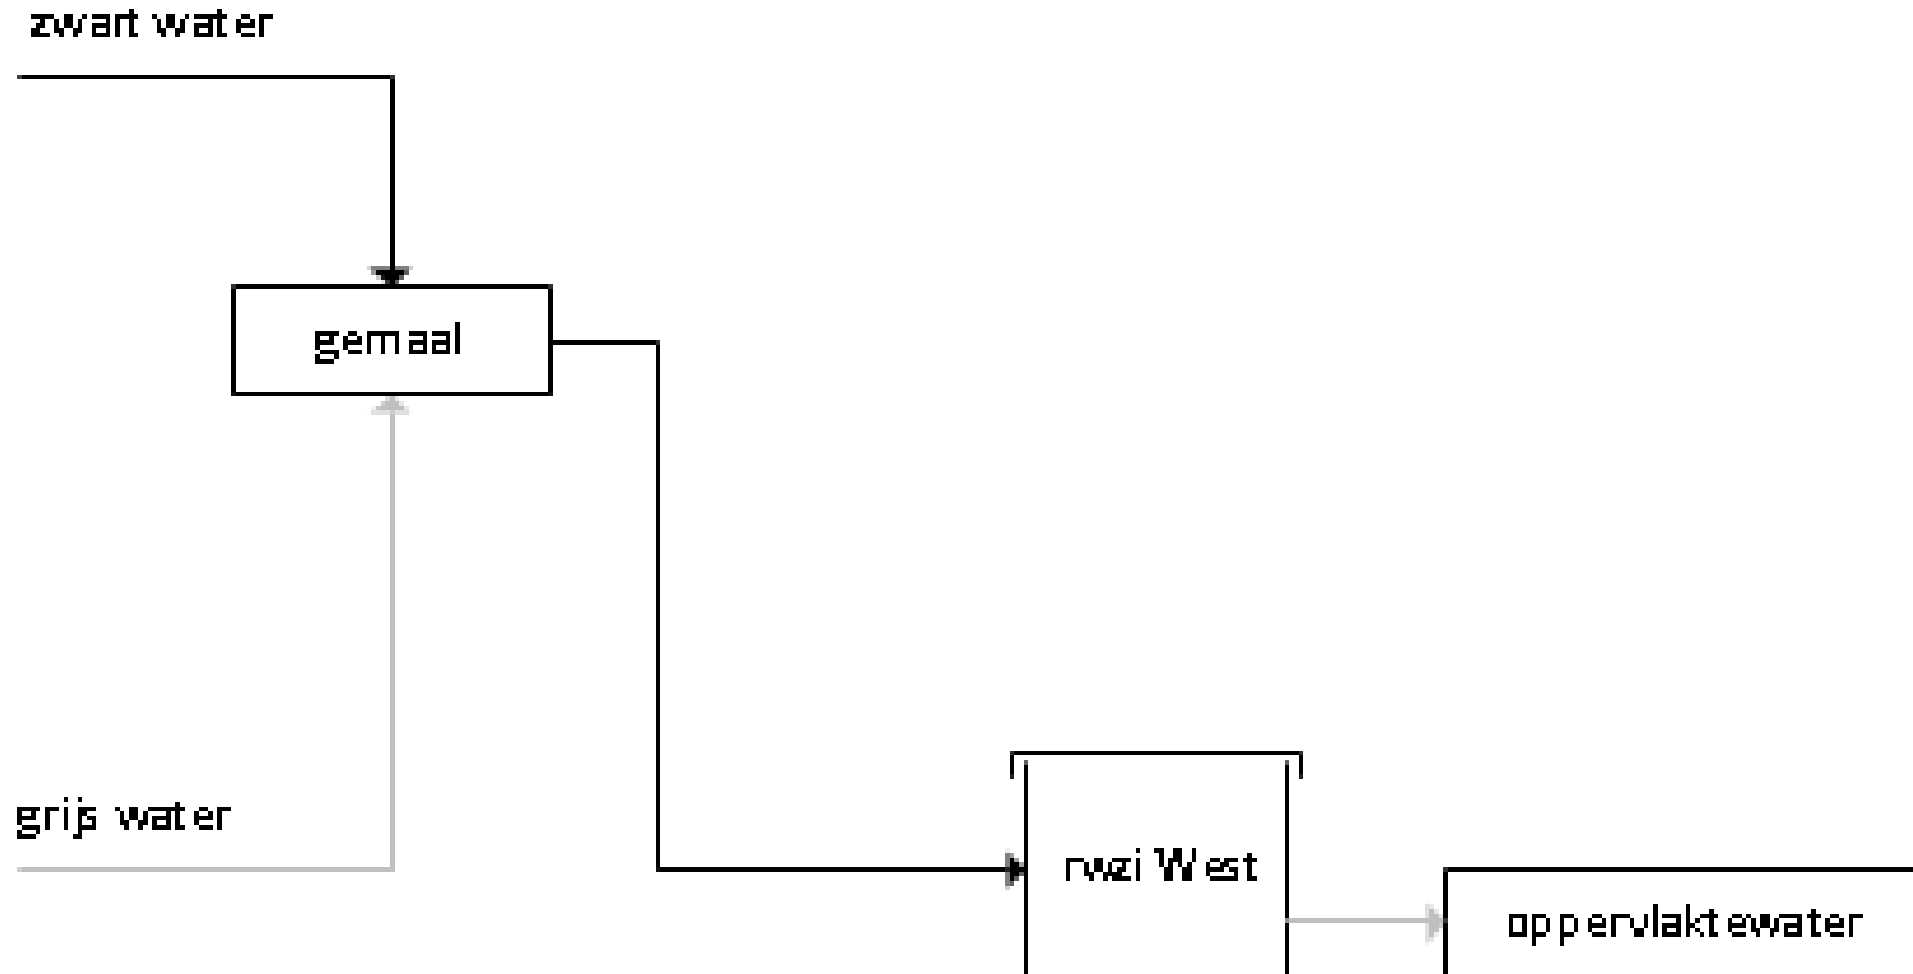 zwart water
gemaal
grijs water
rwzi West
oppervlaktewater